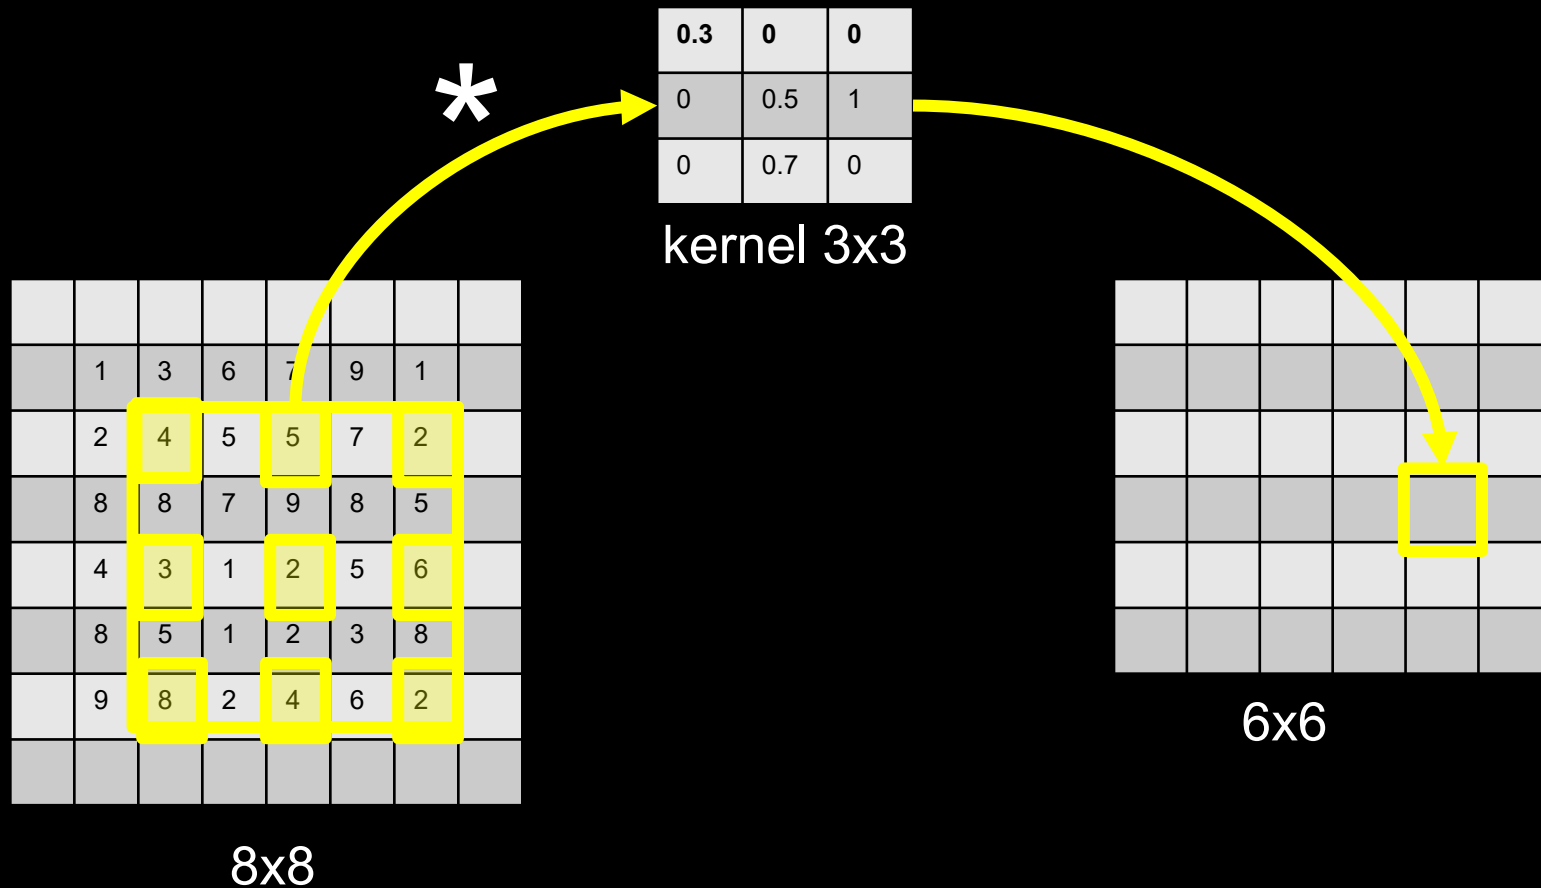 0.3 0 0
*
0 0.5 1
0 0.7 0
kernel 3x3
1 3 6 7 9 1
2 4 5 5 7 2
8 8 7 9 8 5
4 3 1 2 5 6
8 5 1 2 3 8
9 8 2 4 6 2
6x6
8x8